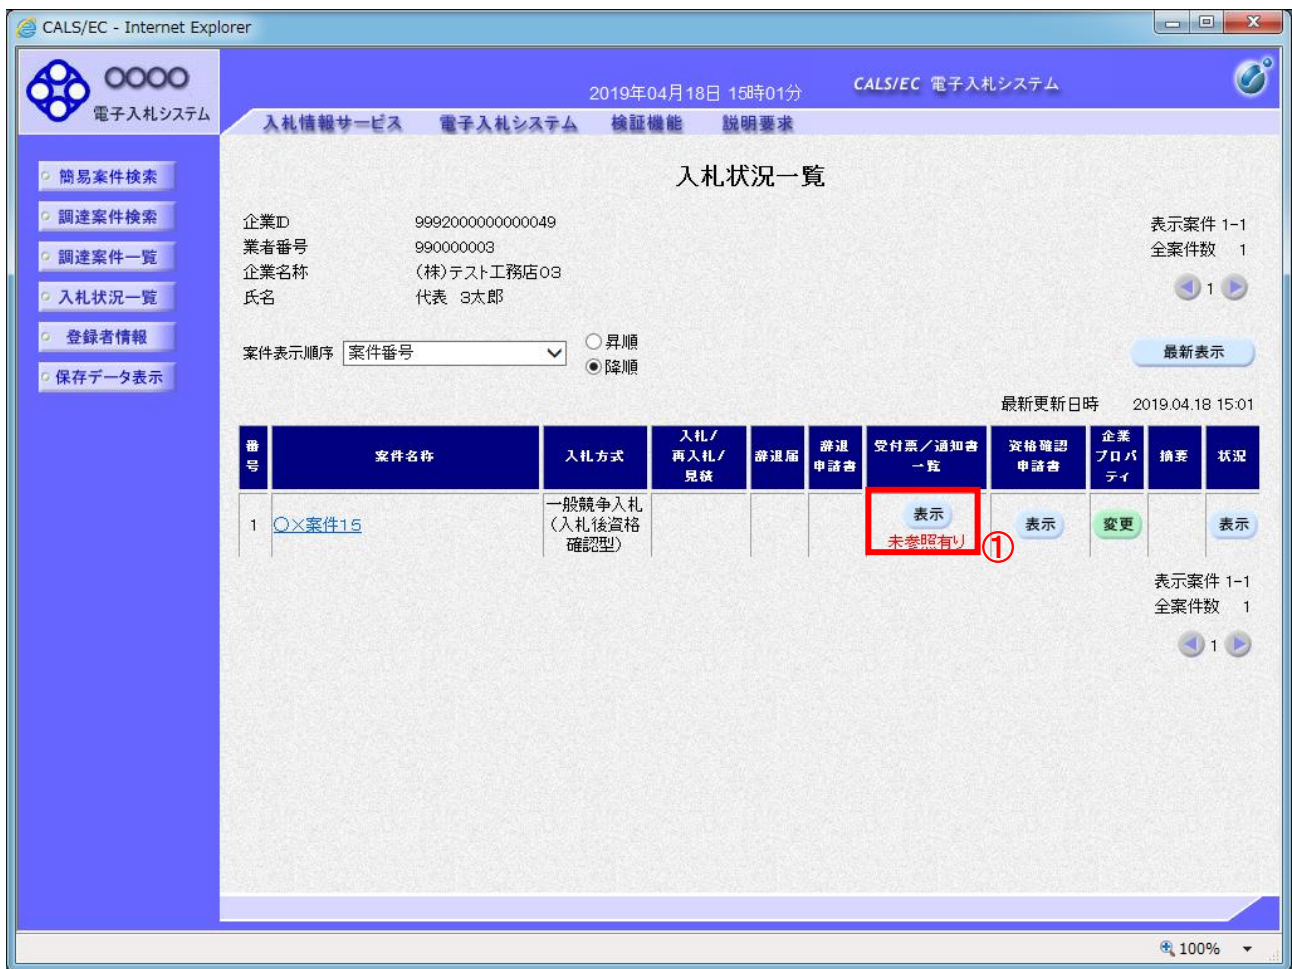 CALS/EC - Internet Explorer
〇〇〇〇
電子入札システム
2019年04月18日 15時01分
CALS/EC 電子入札システム
入札情報サービス 電子入札システム 検証機能 説明要求
簡易案件検索
調達案件検索
調達案件一覧
入札状況一覧
登録者情報
保存データ表示
入札状況一覧
企業ID 9992000000000049
業者番号 990000003
企業名称 (株)テスト工務店03
氏名 代表 3太郎
表示案件 1-1
全案件数 1
1
案件表示順序 案件番号
昇順
降順
最新表示
最新更新日時 2019.04.18 15:01
番号 案件名称 入札方式 入札/再入札/見積 辞退届 辞退申請書 受付票/通知書一覧 資格確認申請書 企業プロパティ 摘要 状況
1 〇×案件15 一般競争入札(入札後資格確認型) 表示 未参照有り 表示 変更 表示
①
表示案件 1-1
全案件数 1
1
100%